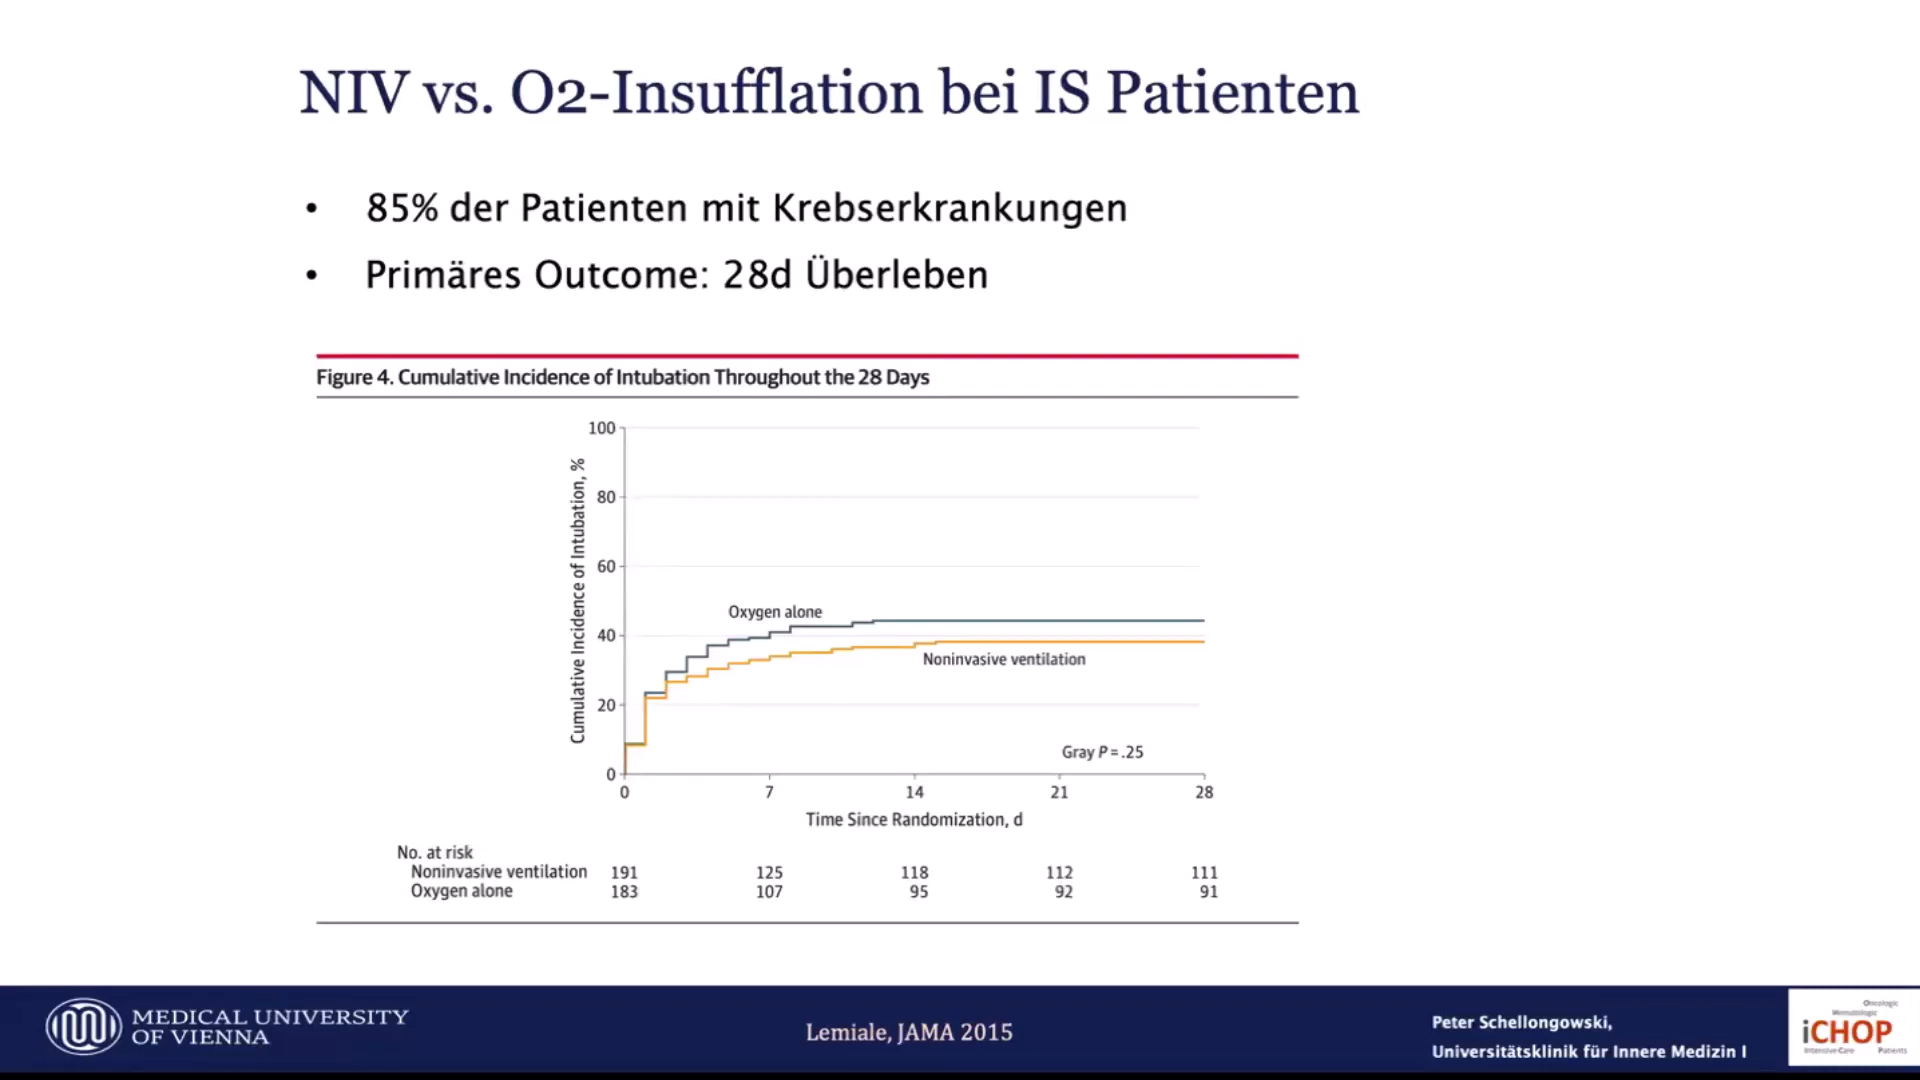 NIV vs. O2-Insufflation bei IS Patienten
• 85% der Patienten mit Krebserkrankungen
• Primäres Outcome: 28d Überleben
Figure 4. Cumulative Incidence of Intubation Throughout the 28 Days
Cumulative Incidence of Intubation, %
100
80
60
40
20
0
Oxygen alone
Noninvasive ventilation
Gray P = .25
0 7 14 21 28
Time Since Randomization, d
No. at risk
Noninvasive ventilation 191 125 118 112 111
Oxygen alone 183 107 95 92 91
MEDICAL UNIVERSITY
OF VIENNA
Lemiale, JAMA 2015
Peter Schellongowski,
Universitätsklinik für Innere Medizin I
Oncologic
Hematologic
iCHOP
Intensive Care Patients